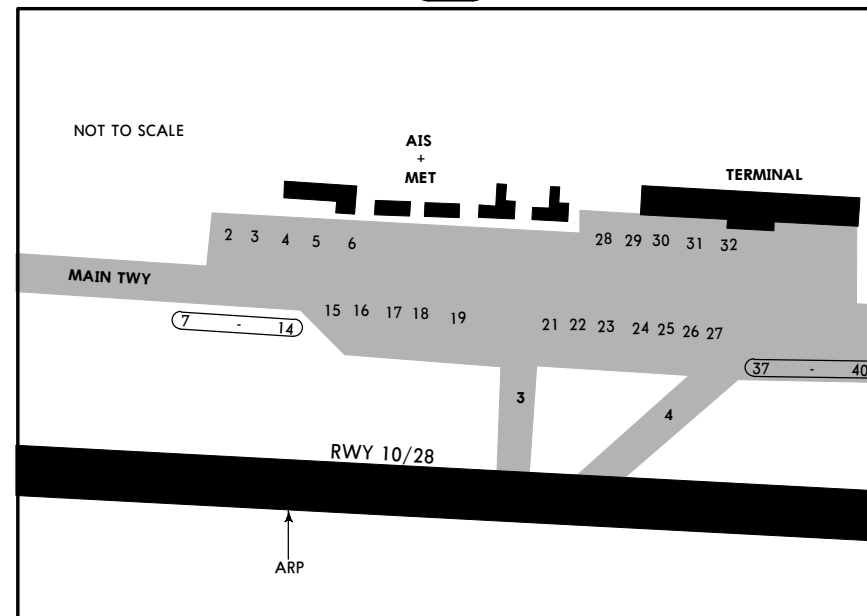 NOT TO SCALE
AIS
+
MET
TERMINAL
2 3 4 5 6
28 29 30 31 32
MAIN TWY
7 - 14
15 16 17 18 19
21 22 23 24 25 26 27
37 - 40
3
4
RWY 10/28
ARP